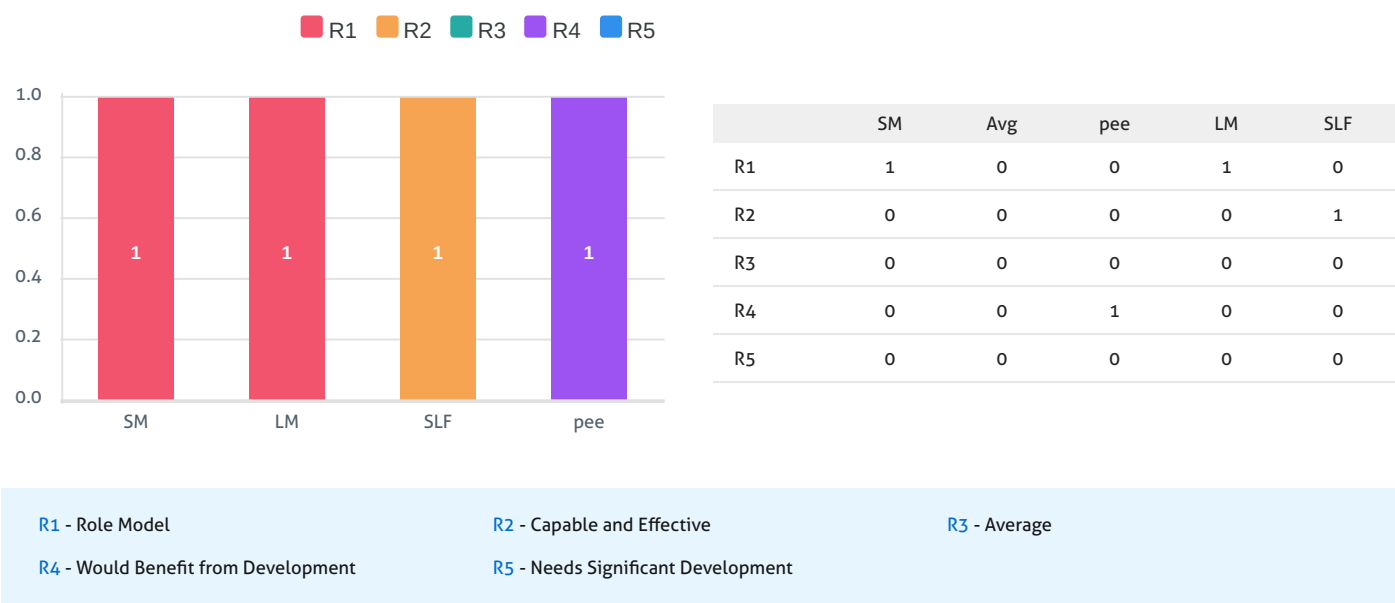 R1 R2 R3 R4 R5
1.0
0.8
0.6
0.4
0.2
0.0
1 1 1 1
SM LM SLF pee
SM Avg pee LM SLF
R1 1 0 0 1 0
R2 0 0 0 0 1
R3 0 0 0 0 0
R4 0 0 1 0 0
R5 0 0 0 0 0
R1 - Role Model R2 - Capable and Effective R3 - Average
R4 - Would Benefit from Development R5 - Needs Significant Development